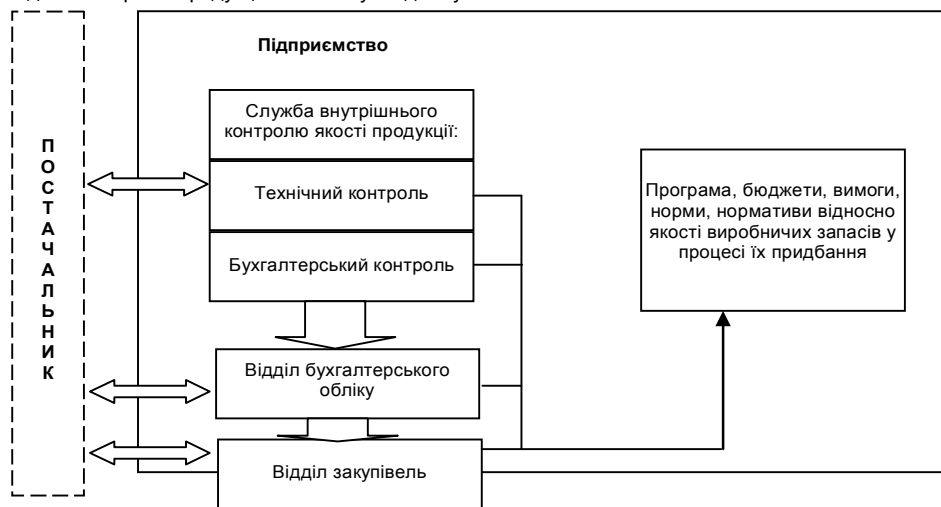 Підприємство
ПОСТАЧАЛЬНИК
Служба внутрішнього
контролю якості продукції:
Технічний контроль
Бухгалтерський контроль
Відділ бухгалтерського
обліку
Відділ закупівель
Програма, бюджети, вимоги,
норми, нормативи відносно
якості виробничих запасів у
процесі їх придбання